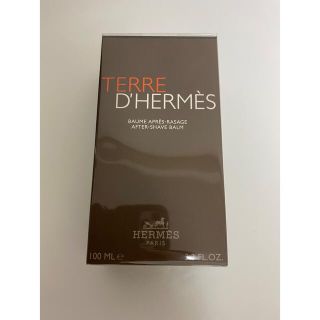 TERRE
D'HERMÈS
BAUME APRÈS-RASAGE
AFTER-SHAVE BALM
HERMÈS
PARIS
100 ML ℮ FL.OZ.